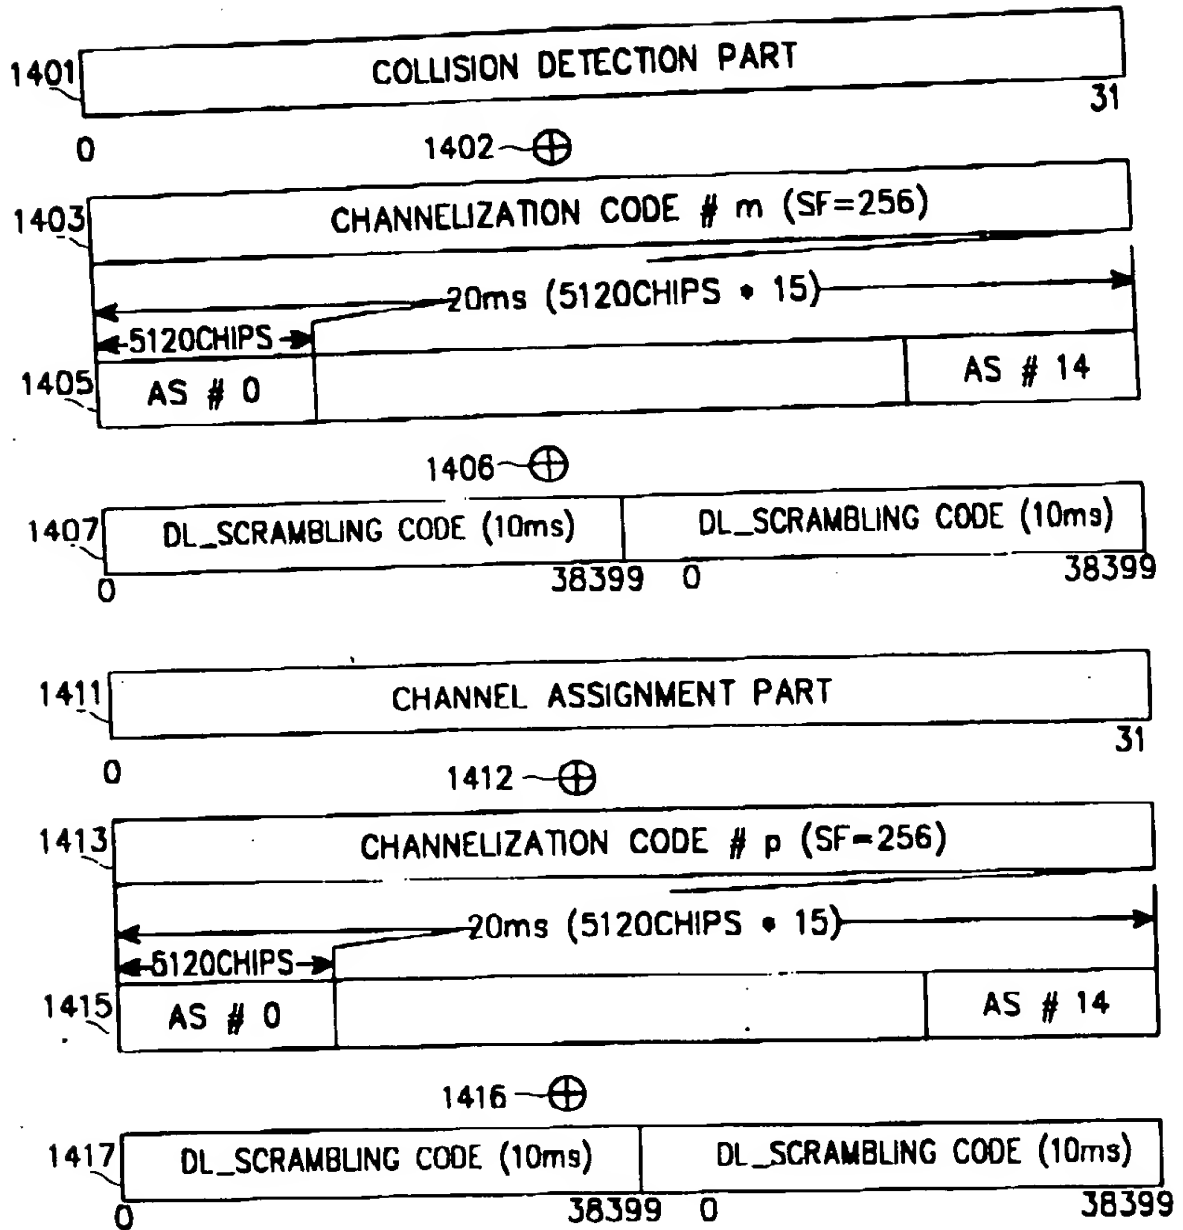 1401 COLLISION DETECTION PART
0 31
1402
1403 CHANNELIZATION CODE # m (SF=256)
20ms (5120CHIPS * 15)
5120CHIPS
1405 AS # 0 AS # 14
1406
1407 DL_SCRAMBLING CODE (10ms) DL_SCRAMBLING CODE (10ms)
0 38399 0 38399
1411 CHANNEL ASSIGNMENT PART
0 31
1412
1413 CHANNELIZATION CODE # p (SF=256)
20ms (5120CHIPS * 15)
5120CHIPS
1415 AS # 0 AS # 14
1416
1417 DL_SCRAMBLING CODE (10ms) DL_SCRAMBLING CODE (10ms)
0 38399 0 38399